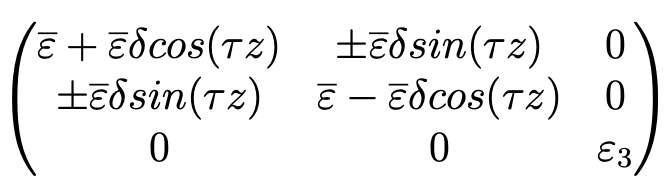 ε̅ + ε̅δcos(τz) ±ε̅δsin(τz) 0
±ε̅δsin(τz) ε̅ − ε̅δcos(τz) 0
0 0 ε₃